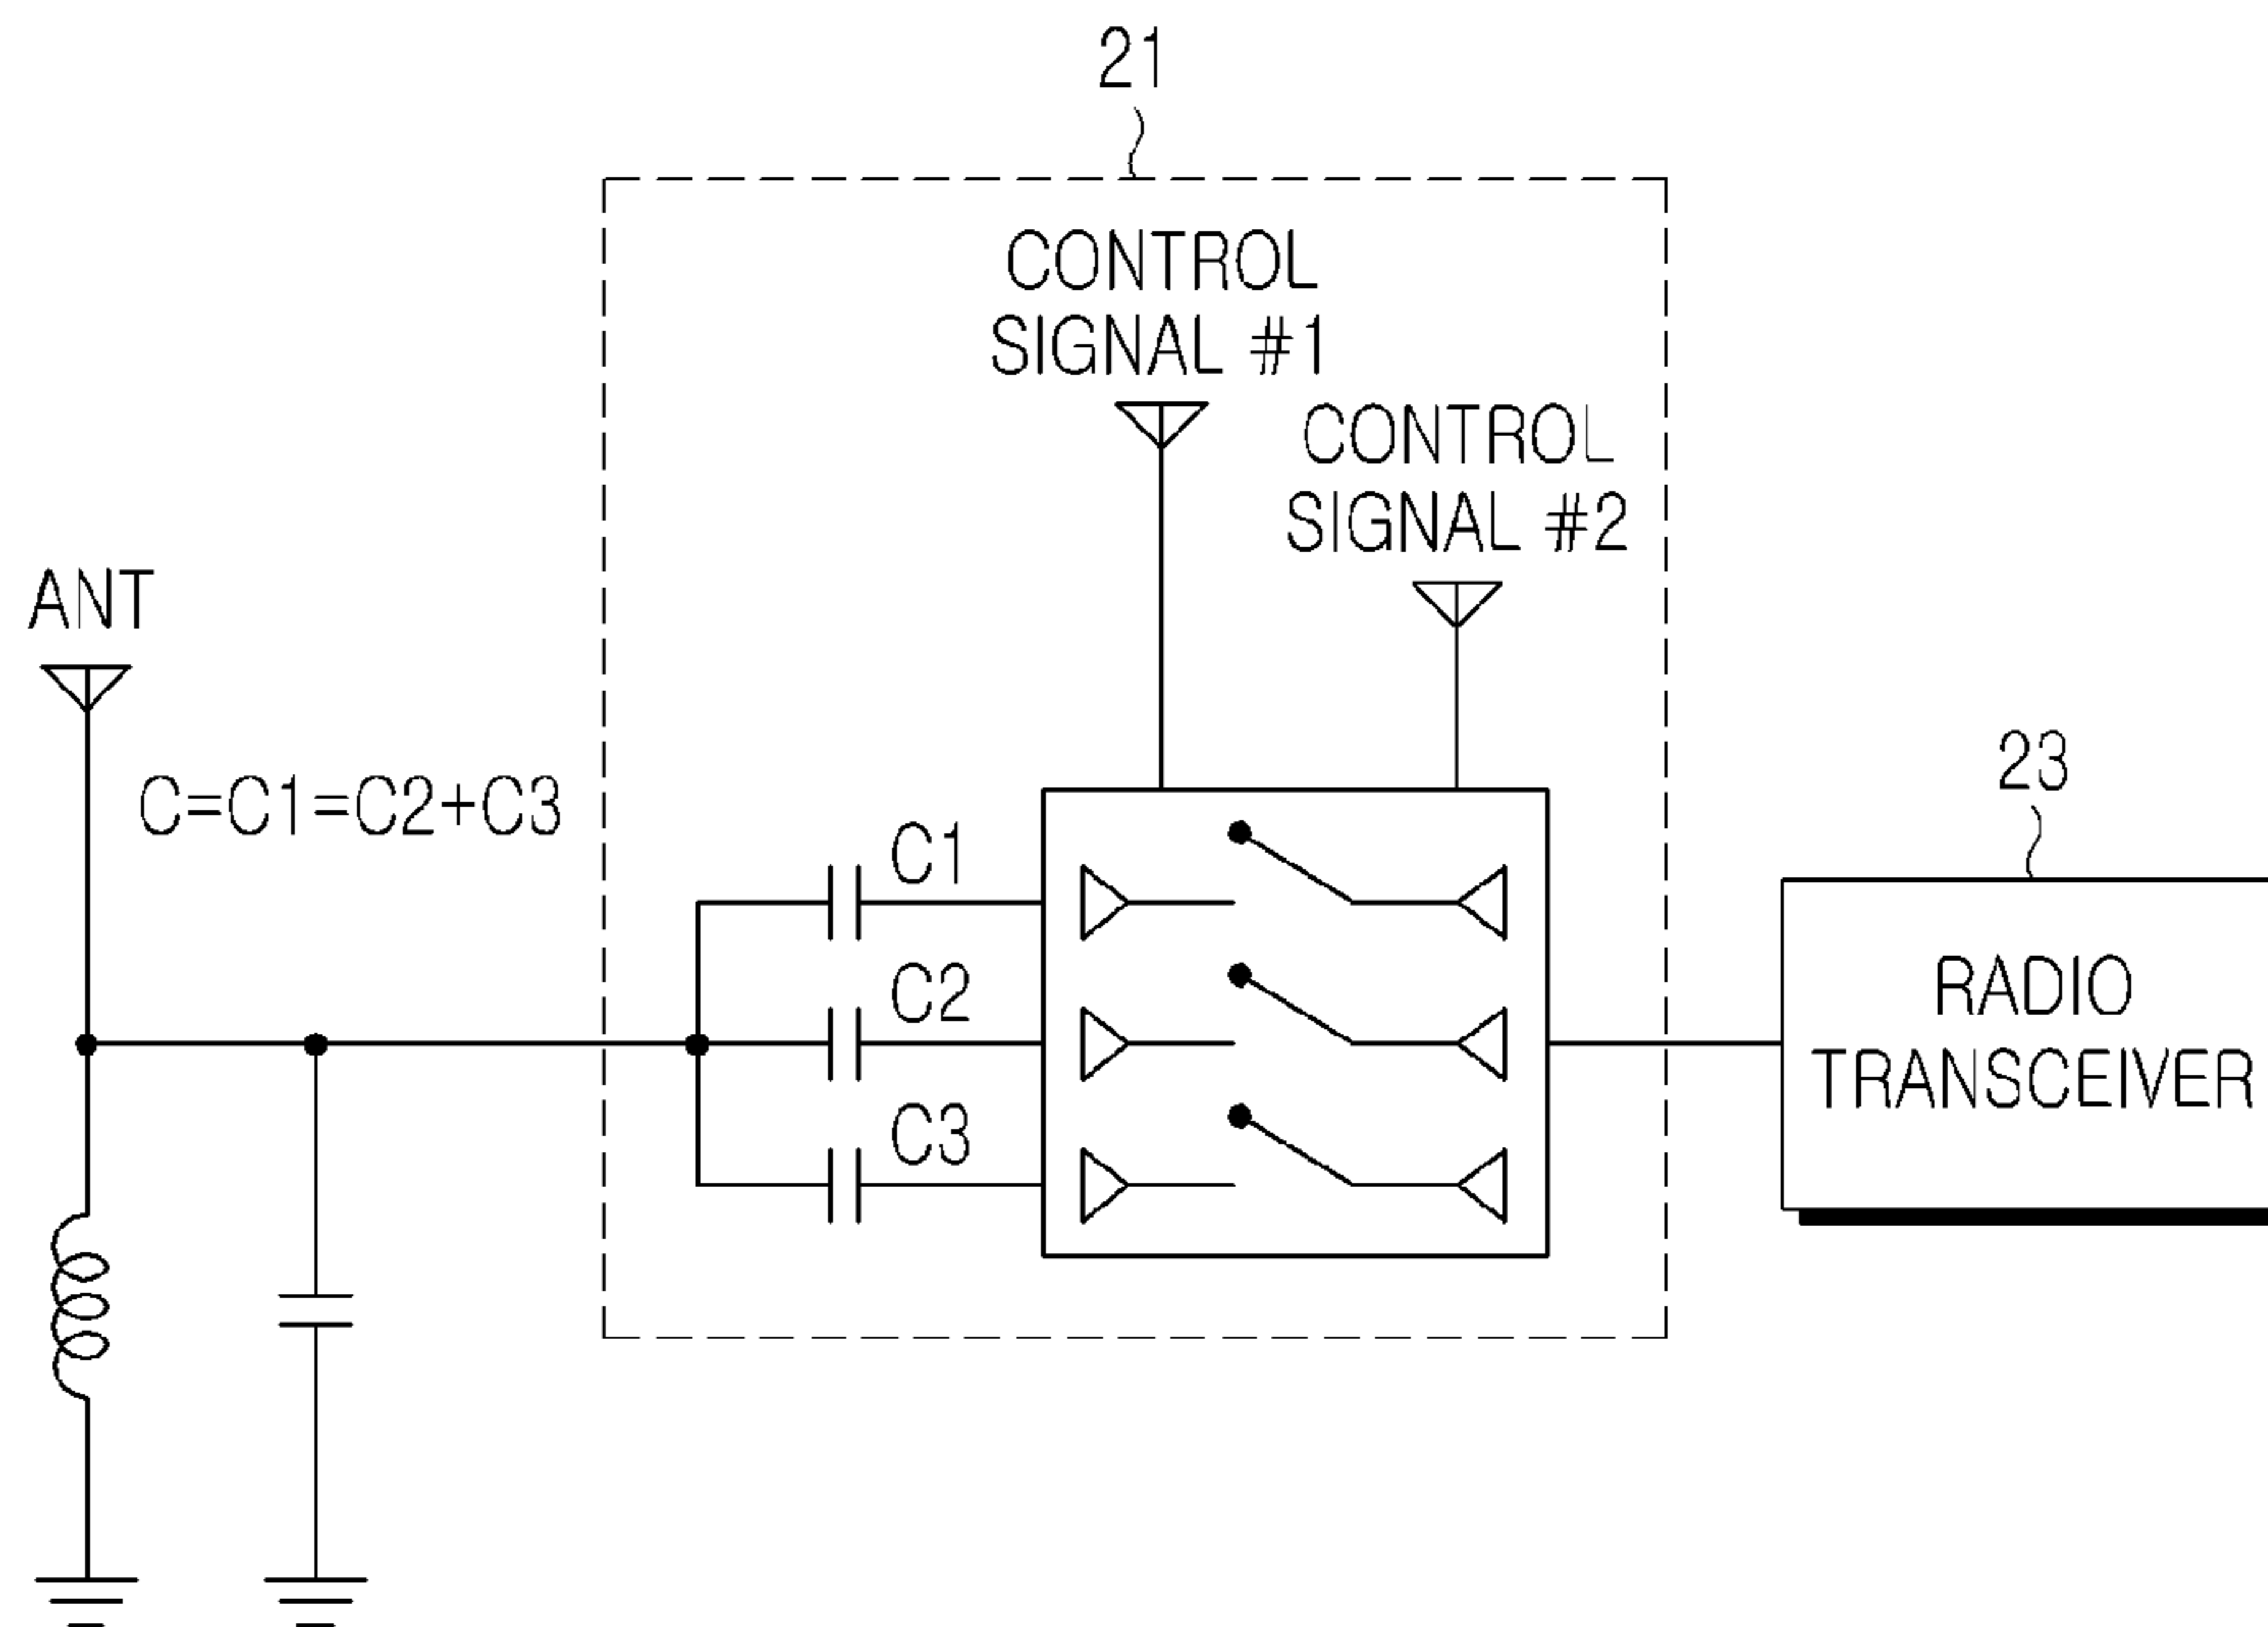 21
CONTROL
SIGNAL #1
CONTROL
SIGNAL #2
ANT
C=C1=C2+C3
C1
C2
C3
23
RADIO
TRANSCEIVER